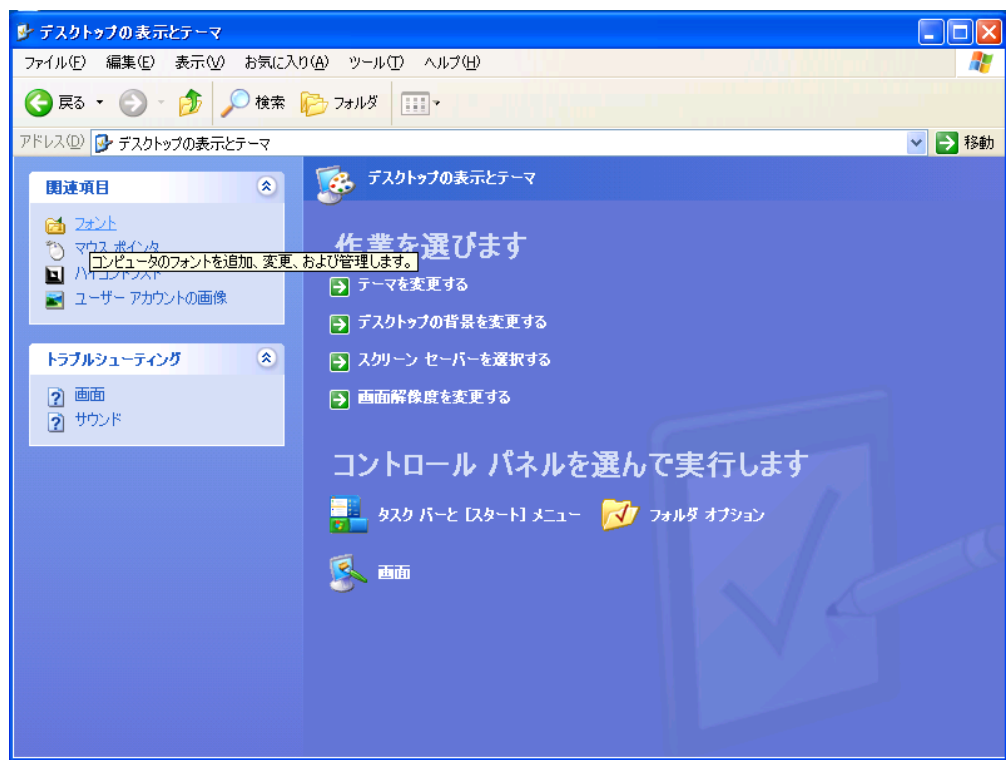 デスクトップの表示とテーマ
ファイル(F) 編集(E) 表示(V) お気に入り(A) ツール(T) ヘルプ(H)
戻る 検索 フォルダ
アドレス(D) デスクトップの表示とテーマ 移動
関連項目
フォント
マウス ポインタ
コンピュータのフォントを追加、変更、および管理します。
ハイコントラスト
ユーザー アカウントの画像
トラブルシューティング
画面
サウンド
デスクトップの表示とテーマ
作業を選びます
テーマを変更する
デスクトップの背景を変更する
スクリーン セーバーを選択する
画面解像度を変更する
コントロール パネルを選んで実行します
タスク バーと [スタート] メニュー フォルダ オプション
画面